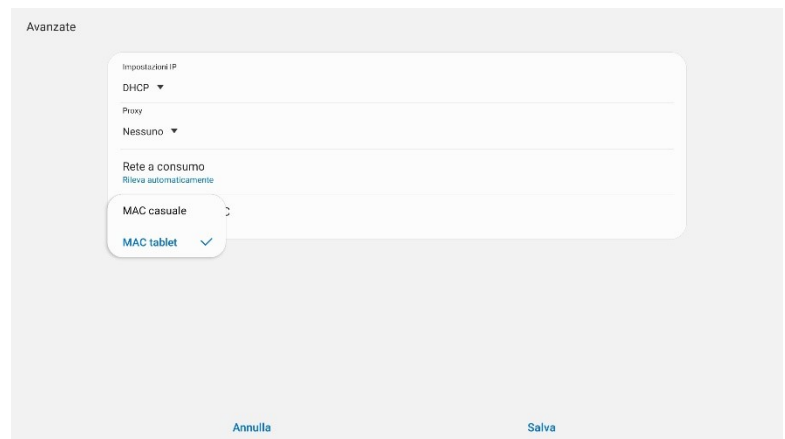 Avanzate
Impostazioni IP
DHCP
Proxy
Nessuno
Rete a consumo
Rileva automaticamente
MAC casuale
MAC tablet
Annulla Salva